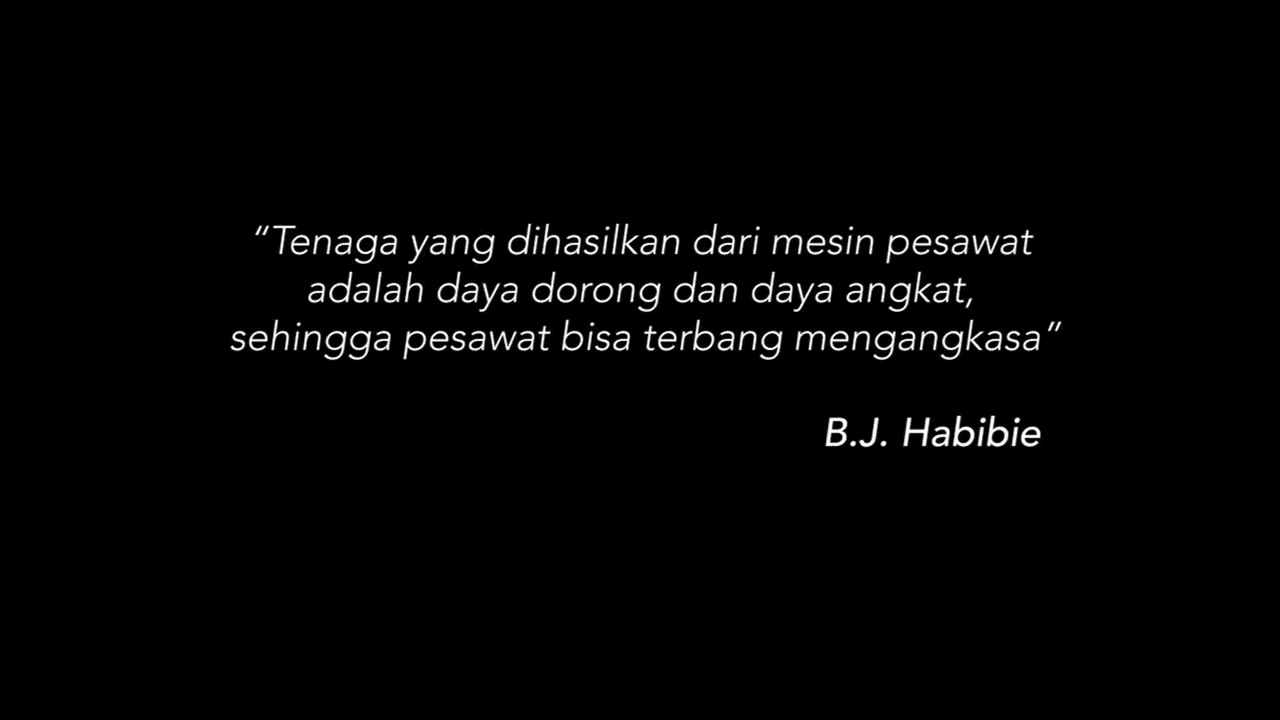 “Tenaga yang dihasilkan dari mesin pesawat
adalah daya dorong dan daya angkat,
sehingga pesawat bisa terbang mengangkasa”
B.J. Habibie